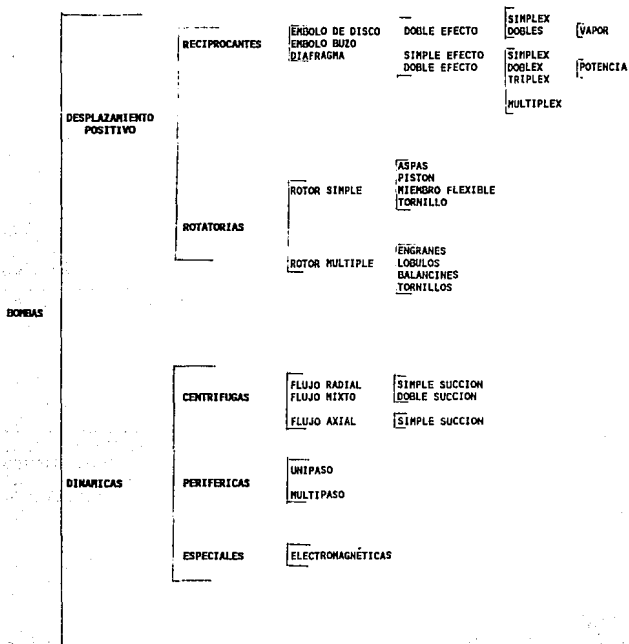 SIMPLEX
EMBOLO DE DISCO DOBLE EFECTO DOBLES VAPOR
RECIPROCANTES EMBOLO BUZO
DIAFRAGMA SIMPLE EFECTO SIMPLEX
DOBLE EFECTO DOBLEX POTENCIA
TRIPLEX
MULTIPLEX
DESPLAZAMIENTO
POSITIVO
ASPAS
PISTON
ROTOR SIMPLE MIEMBRO FLEXIBLE
TORNILLO
ROTATORIAS
ENGRANES
ROTOR MULTIPLE LOBULOS
BALANCINES
TORNILLOS
BOMBAS
FLUJO RADIAL SIMPLE SUCCION
CENTRIFUGAS FLUJO MIXTO DOBLE SUCCION
FLUJO AXIAL SIMPLE SUCCION
UNIPASO
DINAMICAS PERIFERICAS
MULTIPASO
ESPECIALES ELECTROMAGNÉTICAS